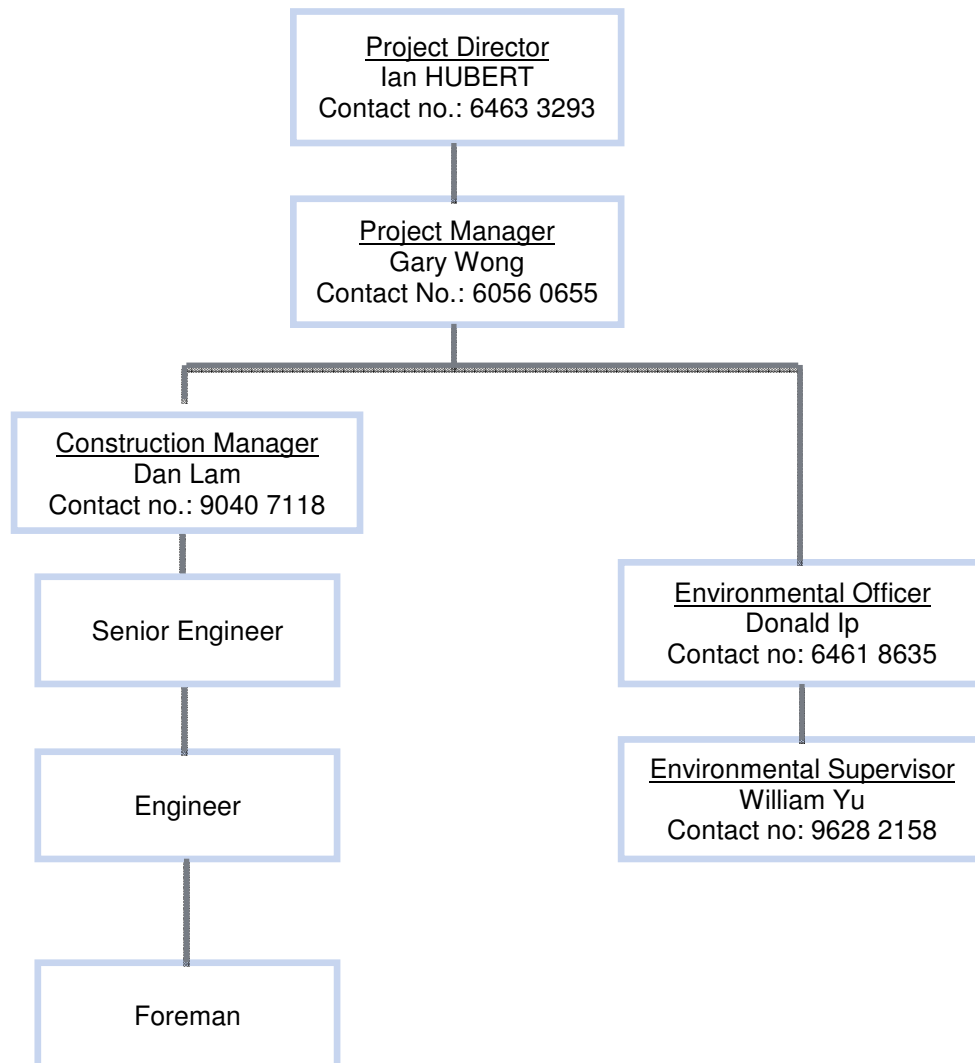 Project Director
Ian HUBERT
Contact no.: 6463 3293
Project Manager
Gary Wong
Contact No.: 6056 0655
Construction Manager
Dan Lam
Contact no.: 9040 7118
Senior Engineer
Engineer
Foreman
Environmental Officer
Donald Ip
Contact no: 6461 8635
Environmental Supervisor
William Yu
Contact no: 9628 2158